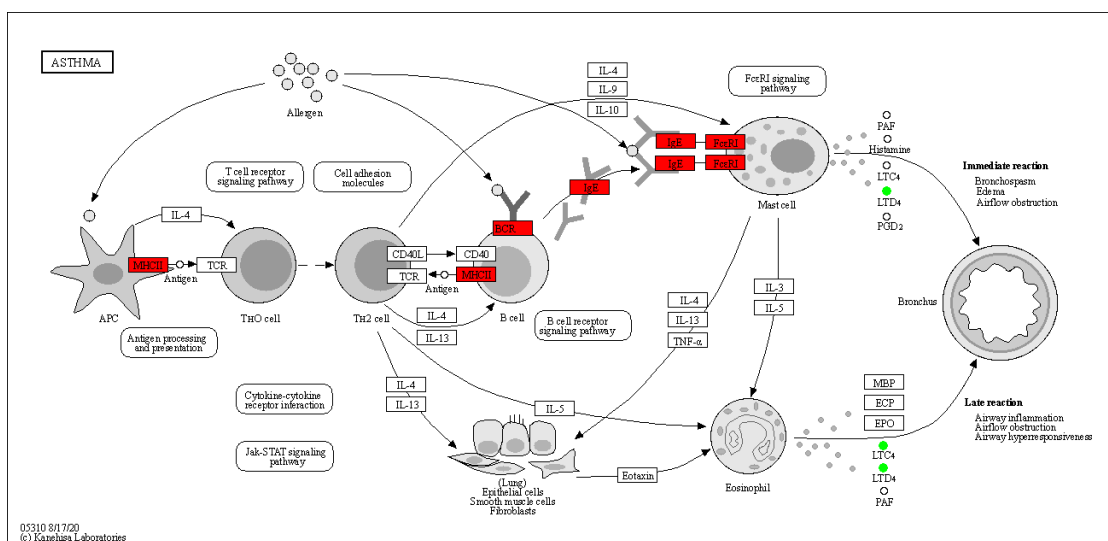 ASTHMA
Allergen
IL-4
IL-9
IL-10
FcεRI signaling
pathway
T cell receptor
signaling pathway
Cell adhesion
molecules
IgE
FcεRI
IgE
FcεRI
IgE
Mast cell
PAF
Histamine
LTC4
LTD4
PGD2
Immediate reaction
Bronchospasm
Edema
Airflow obstruction
IL-4
MHCII
Antigen
TCR
APC
TH0 cell
TH2 cell
CD40L
CD40
TCR
Antigen
MHCII
BCR
B cell
IL-4
IL-13
B cell receptor
signaling pathway
Antigen processing
and presentation
IL-4
IL-13
TNF-α
IL-3
IL-5
Bronchus
Cytokine-cytokine
receptor interaction
IL-4
IL-13
IL-5
Jak-STAT signaling
pathway
(Lung)
Epithelial cells
Smooth muscle cells
Fibroblasts
Eotaxin
Eosinophil
MBP
ECP
EPO
LTC4
LTD4
PAF
Late reaction
Airway inflammation
Airflow obstruction
Airway hyperresponsiveness
05310 8/17/20
(c) Kanehisa Laboratories